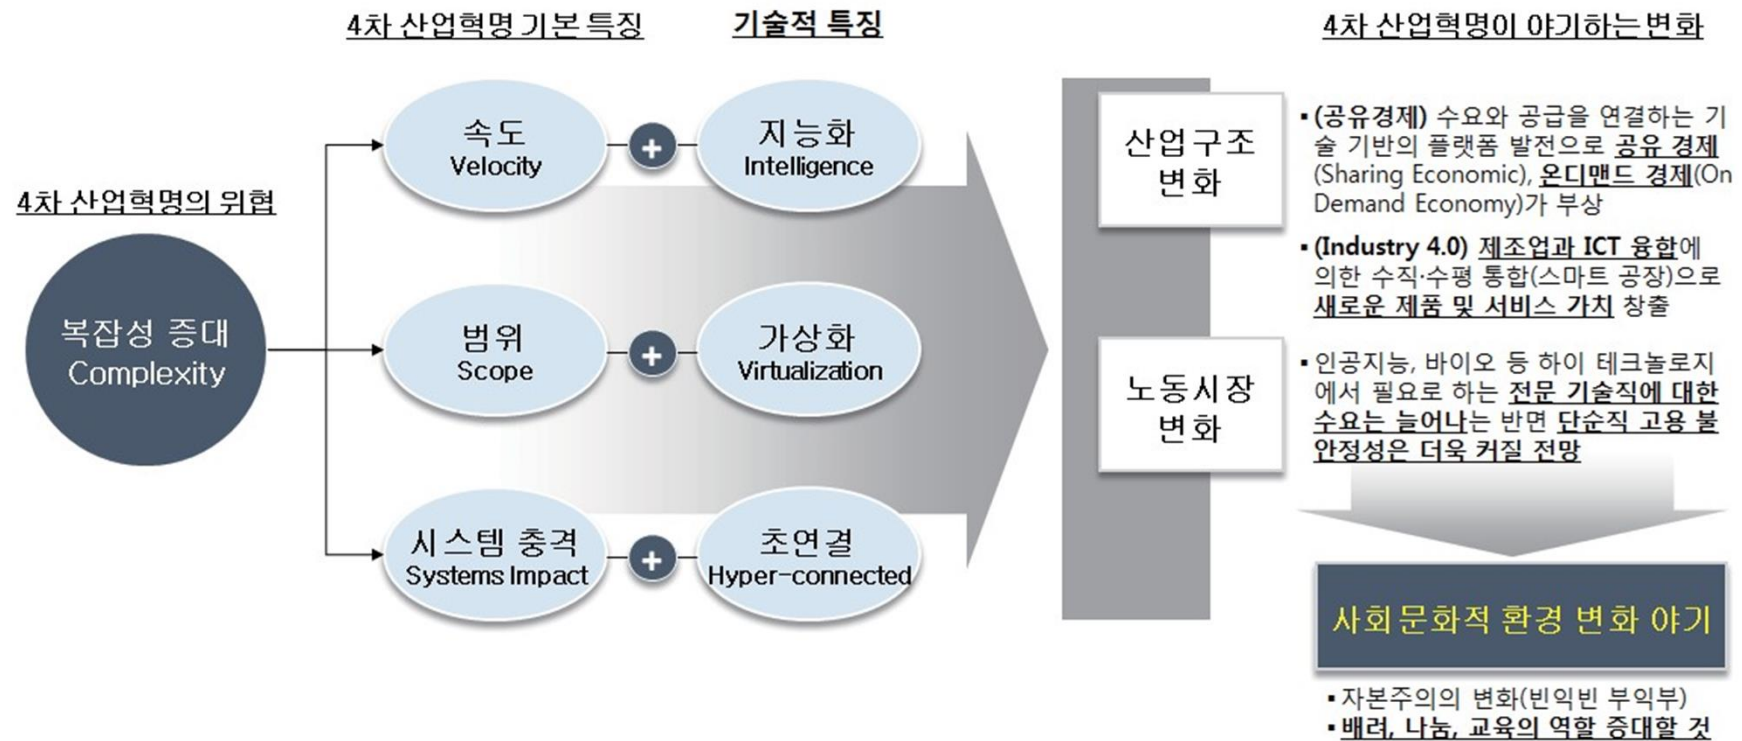 4차 산업혁명의 위협
복잡성 증대
Complexity
4차 산업혁명 기본 특징
속도
Velocity
범위
Scope
시스템 충격
Systems Impact
기술적 특징
+
지능화
Intelligence
+
가상화
Virtualization
+
초연결
Hyper-connected
산업구조
변화
노동시장
변화
4차 산업혁명이 야기하는변화
▪ (공유경제) 수요와 공급을 연결하는 기
술 기반의 플랫폼 발전으로 공유 경제
(Sharing Economic), 온디맨드 경제(On
Demand Economy)가 부상
▪ (Industry 4.0) 제조업과 ICT 융합에
의한 수직·수평 통합(스마트 공장)으로
새로운 제품 및 서비스 가치 창출
▪ 인공지능, 바이오 등 하이 테크놀로지
에서 필요로 하는 전문 기술직에 대한
수요는 늘어나는 반면 단순직 고용 불
안정성은 더욱 커질 전망
사회문화적 환경 변화 야기
▪ 자본주의의 변화(빈익빈 부익부)
▪ 배려, 나눔, 교육의 역할 증대할 것